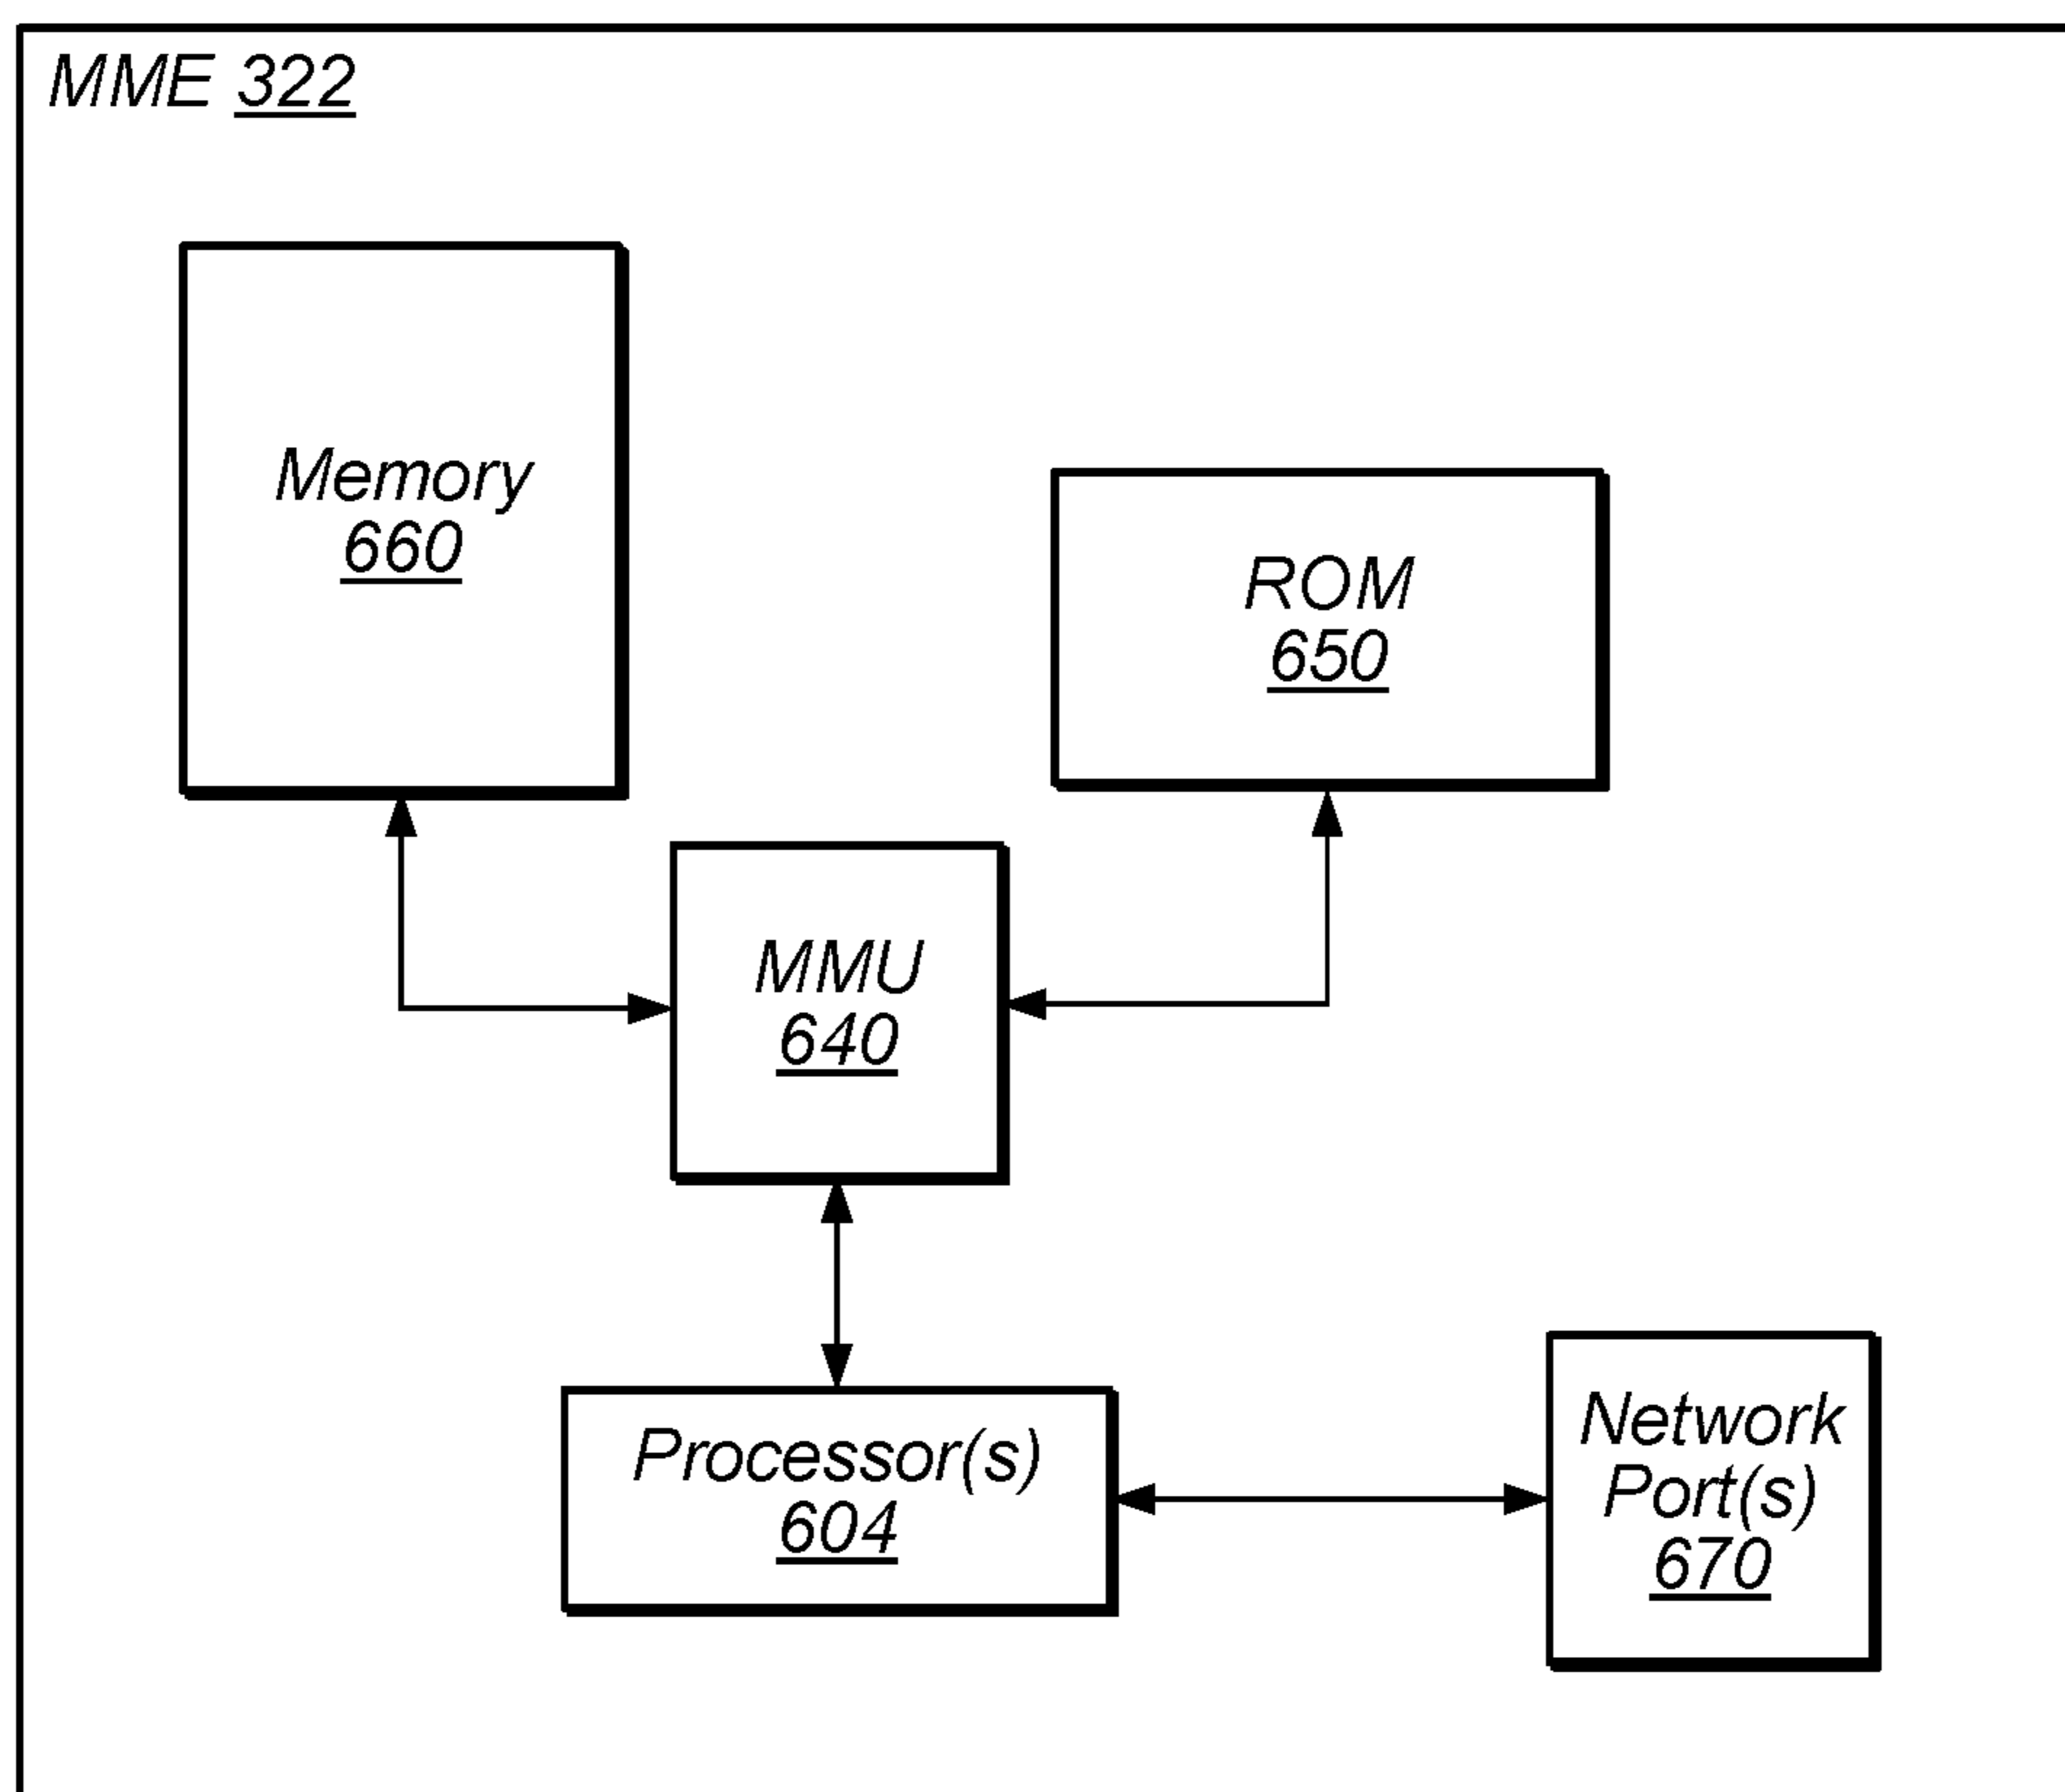 MME 322
Memory
660
ROM
650
MMU
640
Processor(s)
604
Network
Port(s)
670